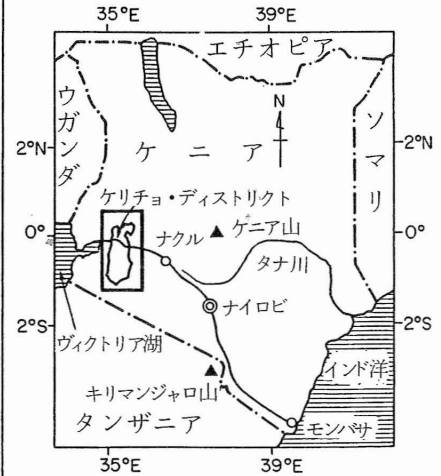 35°E
39°E
エチオピア
ウガンダ
N
ソマリ
2°N
2°N
ケニア
ケリチョ・ディストリクト
0°
0°
ナクル
ケニア山
タナ川
ナイロビ
2°S
2°S
ヴィクトリア湖
インド洋
キリマンジャロ山
タンザニア
モンバサ
35°E
39°E